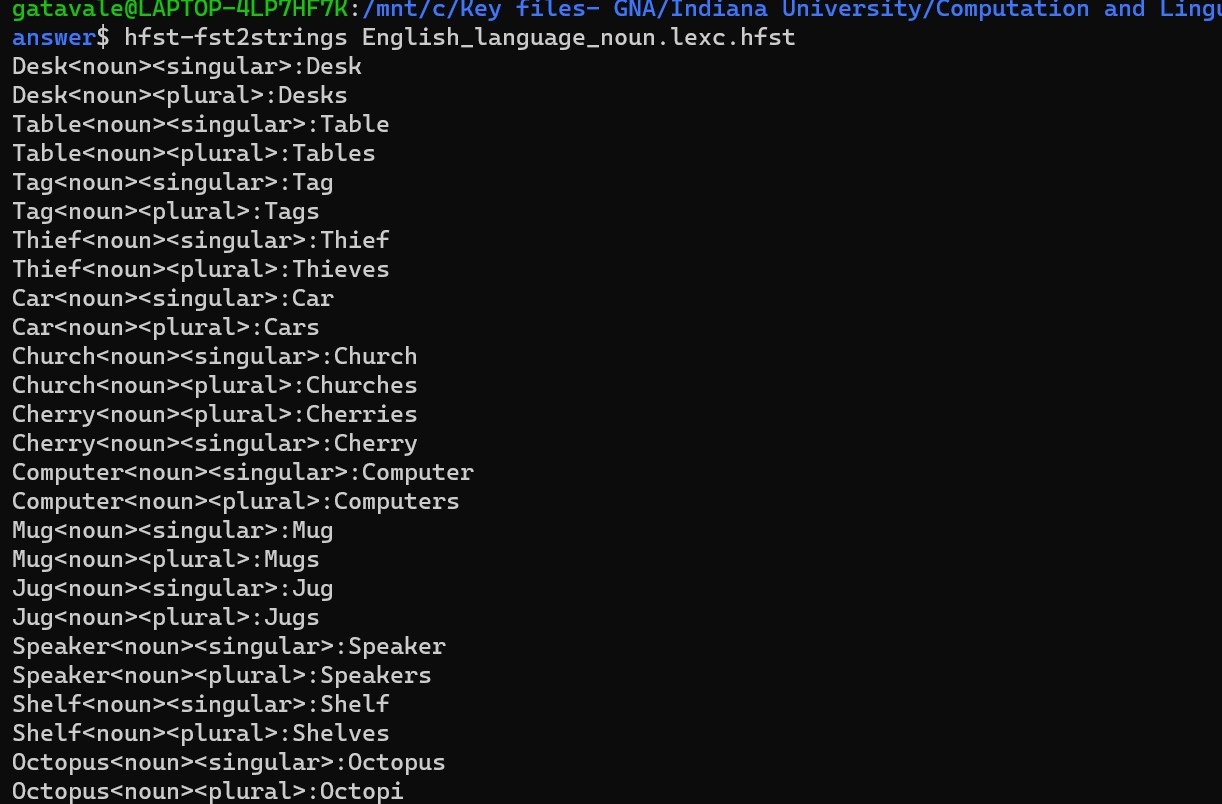 gatavale@LAPTOP-4LP7HF7K:/mnt/c/Key files- GNA/Indiana University/Computation and Lingu
answer$ hfst-fst2strings English_language_noun.lexc.hfst
Desk<noun><singular>:Desk
Desk<noun><plural>:Desks
Table<noun><singular>:Table
Table<noun><plural>:Tables
Tag<noun><singular>:Tag
Tag<noun><plural>:Tags
Thief<noun><singular>:Thief
Thief<noun><plural>:Thieves
Car<noun><singular>:Car
Car<noun><plural>:Cars
Church<noun><singular>:Church
Church<noun><plural>:Churches
Cherry<noun><plural>:Cherries
Cherry<noun><singular>:Cherry
Computer<noun><singular>:Computer
Computer<noun><plural>:Computers
Mug<noun><singular>:Mug
Mug<noun><plural>:Mugs
Jug<noun><singular>:Jug
Jug<noun><plural>:Jugs
Speaker<noun><singular>:Speaker
Speaker<noun><plural>:Speakers
Shelf<noun><singular>:Shelf
Shelf<noun><plural>:Shelves
Octopus<noun><singular>:Octopus
Octopus<noun><plural>:Octopi